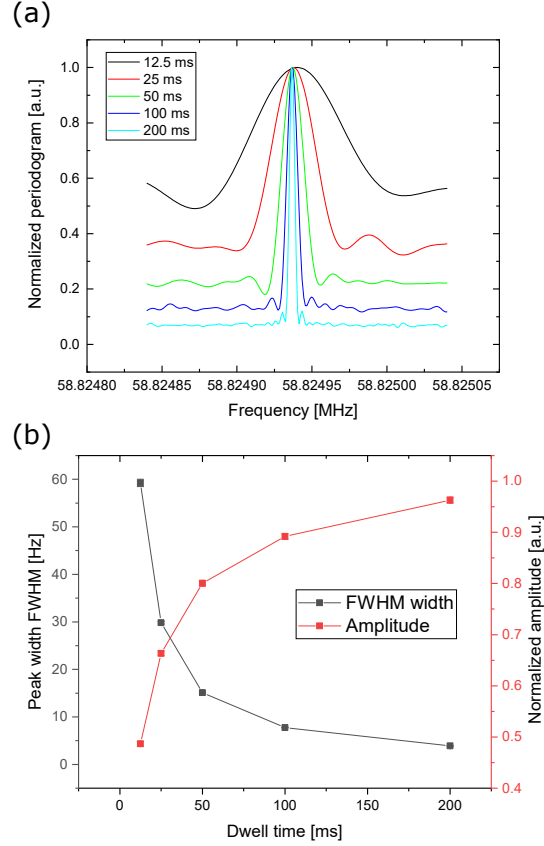 (a)
Normalized periodogram [a.u.]
1.0
0.8
0.6
0.4
0.2
0.0
12.5 ms
25 ms
50 ms
100 ms
200 ms
58.82480 58.82485 58.82490 58.82495 58.82500 58.82505
Frequency [MHz]
(b)
Peak width FWHM [Hz]
60
50
40
30
20
10
0
FWHM width
Amplitude
1.0
0.9
0.8
0.7
0.6
0.5
0.4
Normalized amplitude [a.u.]
0 50 100 150 200
Dwell time [ms]